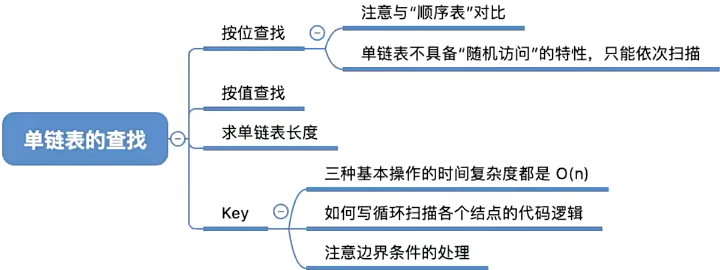 单链表的查找
按位查找
注意与“顺序表”对比
单链表不具备“随机访问”的特性，只能依次扫描
按值查找
求单链表长度
Key
三种基本操作的时间复杂度都是 O(n)
如何写循环扫描各个结点的代码逻辑
注意边界条件的处理